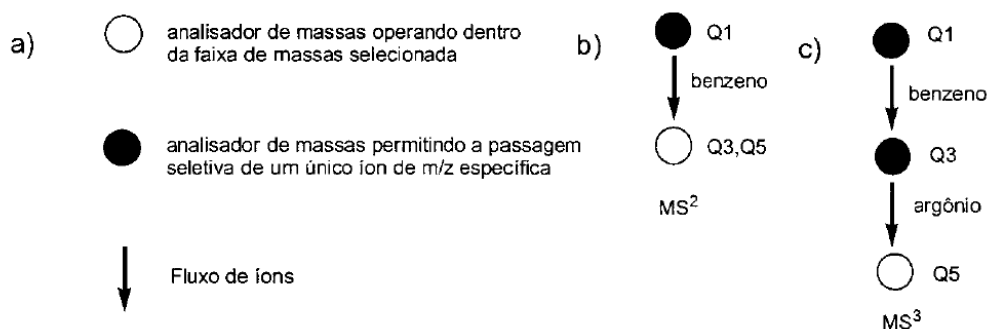 a)
analisador de massas operando dentro
da faixa de massas selecionada
analisador de massas permitindo a passagem
seletiva de um único íon de m/z específica
Fluxo de íons
b)
Q1
benzeno
Q3,Q5
MS²
c)
Q1
benzeno
Q3
argônio
Q5
MS³